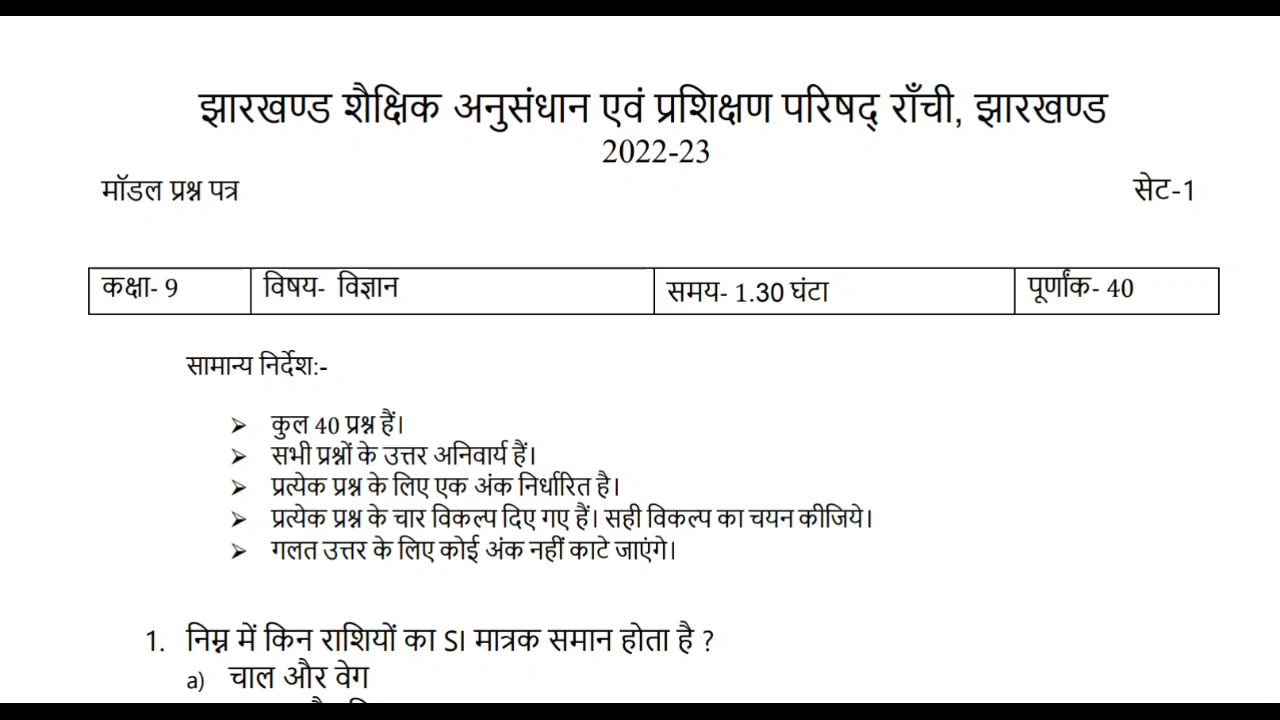 झारखण्ड शैक्षिक अनुसंधान एवं प्रशिक्षण परिषद् राँची, झारखण्ड
2022-23
मॉडल प्रश्न पत्र सेट-1
कक्षा- 9 विषय- विज्ञान समय- 1.30 घंटा पूर्णांक- 40
सामान्य निर्देश:-
➢ कुल 40 प्रश्न हैं।
➢ सभी प्रश्नों के उत्तर अनिवार्य हैं।
➢ प्रत्येक प्रश्न के लिए एक अंक निर्धारित है।
➢ प्रत्येक प्रश्न के चार विकल्प दिए गए हैं। सही विकल्प का चयन कीजिये।
➢ गलत उत्तर के लिए कोई अंक नहीं काटे जाएंगे।
1. निम्न में किन राशियों का SI मात्रक समान होता है ?
a) चाल और वेग